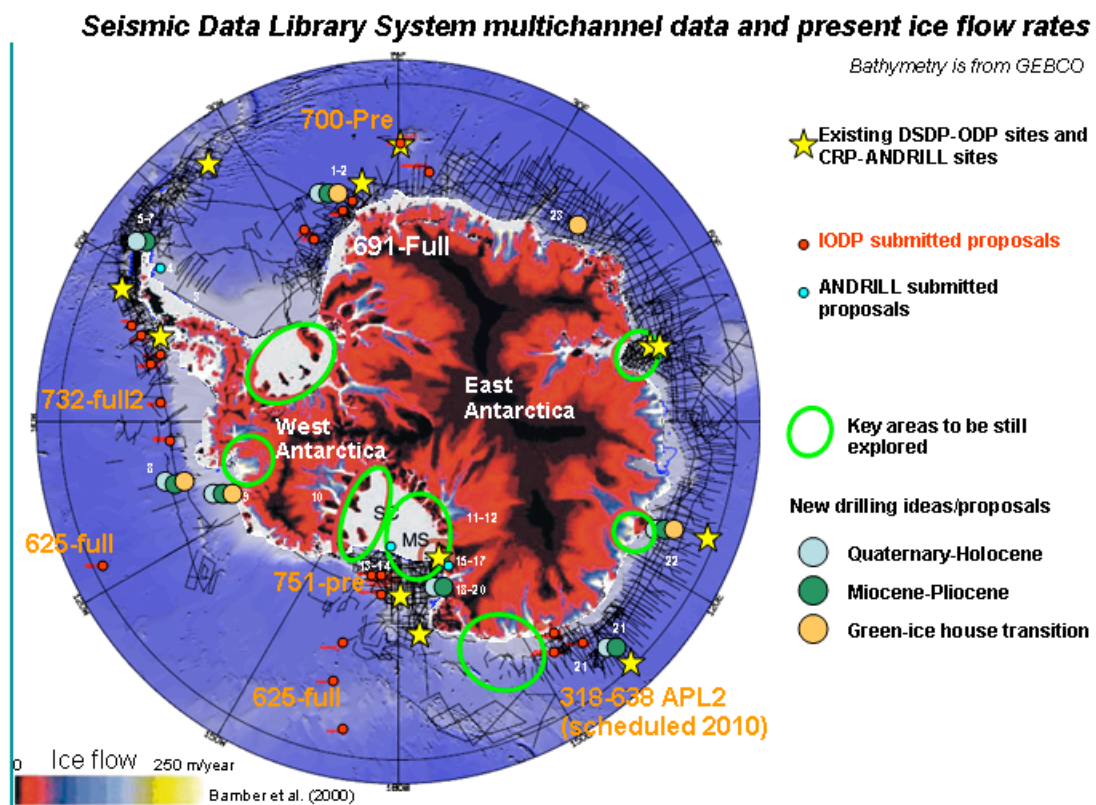 Seismic Data Library System multichannel data and present ice flow rates
Bathymetry is from GEBCO
700-Pre
1-2
5-7
4
3
23
691-Full
732-full2
East
Antarctica
West
Antarctica
8
9
10
SC
MS
11-12
625-full
13-14
751-pre
15-17
18-20
22
21
21
625-full
318-638 APL2
(scheduled 2010)
Existing DSDP-ODP sites and
CRP-ANDRILL sites
IODP submitted proposals
ANDRILL submitted
proposals
Key areas to be still
explored
New drilling ideas/proposals
Quaternary-Holocene
Miocene-Pliocene
Green-ice house transition
0 Ice flow 250 m/year
Bamber et al. (2000)